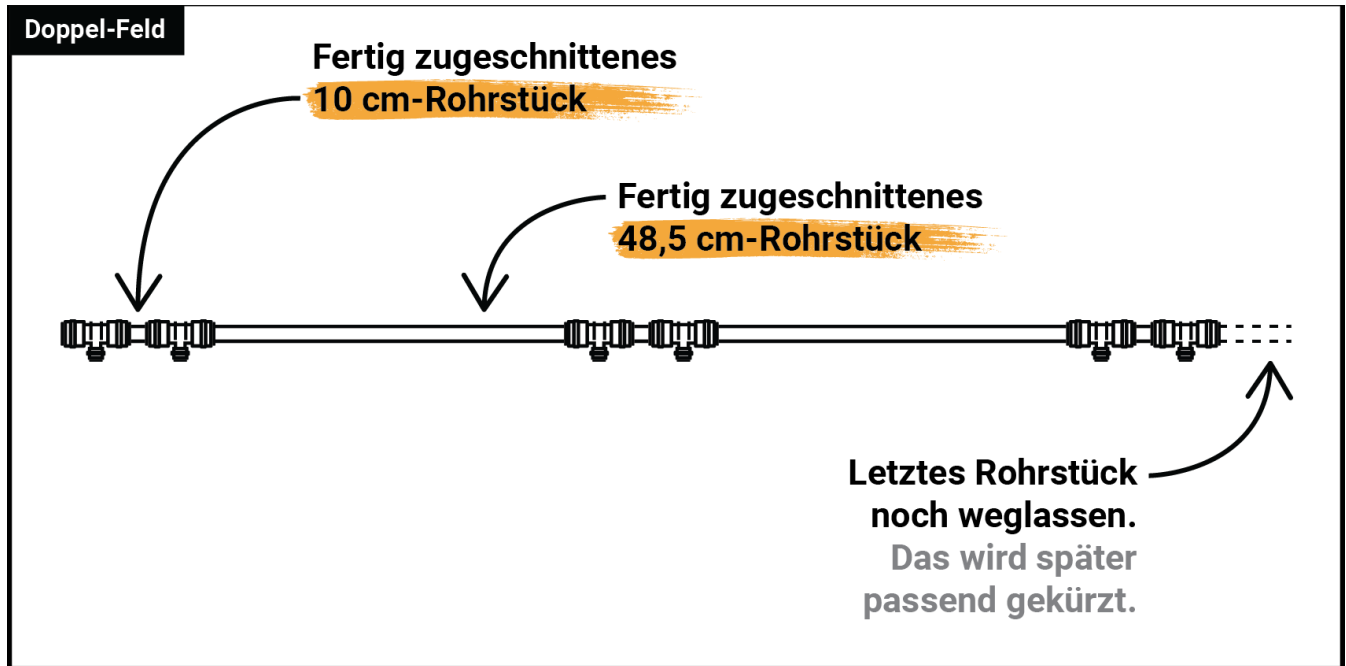 Doppel-Feld
Fertig zugeschnittenes
10 cm-Rohrstück
Fertig zugeschnittenes
48,5 cm-Rohrstück
Letztes Rohrstück
noch weglassen.
Das wird später
passend gekürzt.